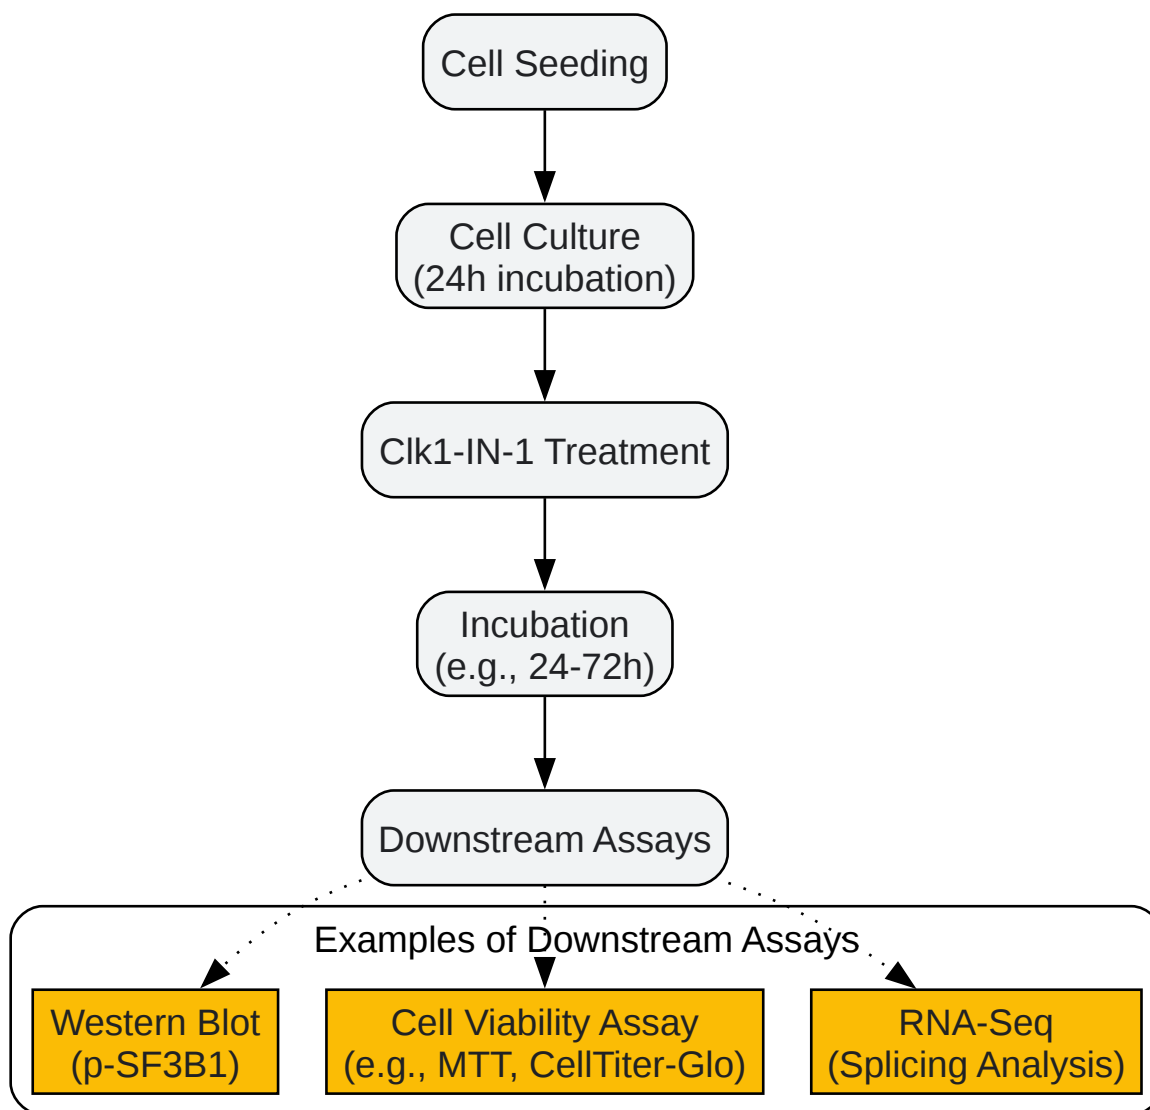 Cell Seeding
Cell Culture
(24h incubation)
Clk1-IN-1 Treatment
Incubation
(e.g., 24-72h)
Downstream Assays
Examples of Downstream Assays
Western Blot
(p-SF3B1)
Cell Viability Assay
(e.g., MTT, CellTiter-Glo)
RNA-Seq
(Splicing Analysis)